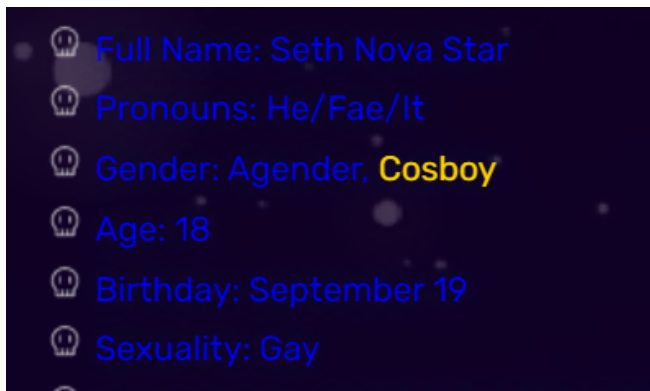 Full Name: Seth Nova Star
Pronouns: He/Fae/It
Gender: Agender, Cosboy
Age: 18
Birthday: September 19
Sexuality: Gay